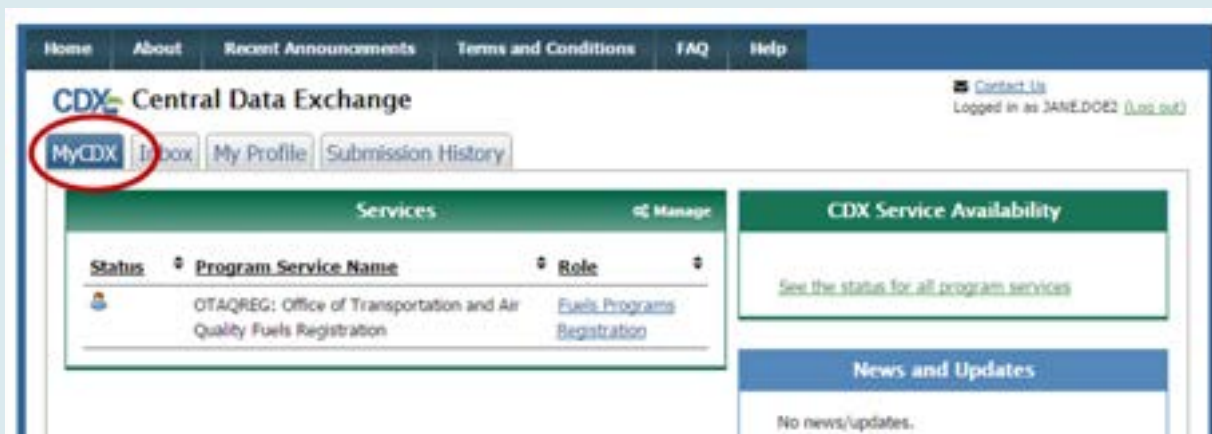 Home About Recent Announcements Terms and Conditions FAQ Help
CDX Central Data Exchange
Contact Us
Logged in as JANE.DOE2 (Log out)
MyCDX Inbox My Profile Submission History
Services Manage
Status Program Service Name Role
OTAQREG: Office of Transportation and Air
Quality Fuels Registration
Fuels Programs
Registration
CDX Service Availability
See the status for all program services
News and Updates
No news/updates.